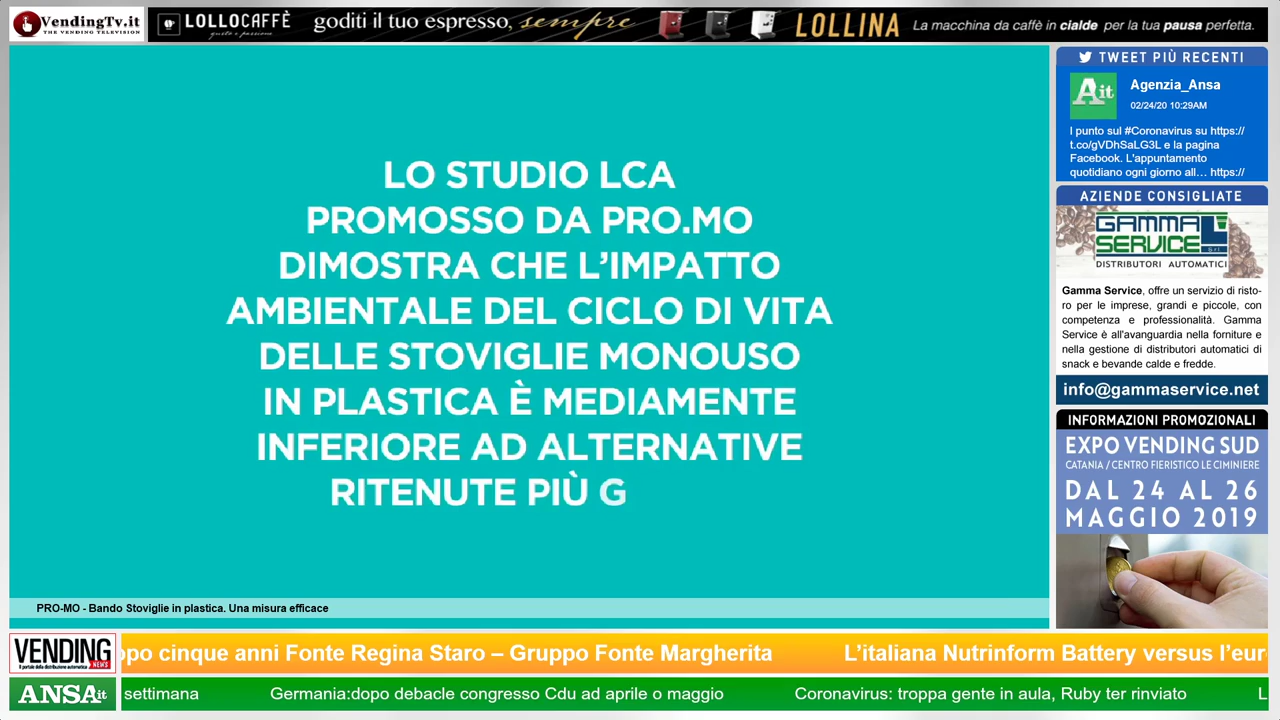 VendingTv.it
THE VENDING TELEVISION
LOLLOCAFFÈ
gusto e passione
goditi il tuo espresso, sempre
LOLLINA
La macchina da caffè in cialde per la tua pausa perfetta.
LO STUDIO LCA
PROMOSSO DA PRO.MO
DIMOSTRA CHE L'IMPATTO
AMBIENTALE DEL CICLO DI VITA
DELLE STOVIGLIE MONOUSO
IN PLASTICA È MEDIAMENTE
INFERIORE AD ALTERNATIVE
RITENUTE PIÙ G
PRO-MO - Bando Stoviglie in plastica. Una misura efficace
TWEET PIÙ RECENTI
Ait
Agenzia_Ansa
02/24/20 10:29AM
l punto sul #Coronavirus su https://
t.co/gVDhSaLG3L e la pagina
Facebook. L'appuntamento
quotidiano ogni giorno all… https://
AZIENDE CONSIGLIATE
GAMMA
SERVICE S.r.l.
DISTRIBUTORI AUTOMATICI
Gamma Service, offre un servizio di risto-
ro per le imprese, grandi e piccole, con
competenza e professionalità. Gamma
Service è all'avanguardia nella forniture e
nella gestione di distributori automatici di
snack e bevande calde e fredde.
info@gammaservice.net
INFORMAZIONI PROMOZIONALI
EXPO VENDING SUD
CATANIA / CENTRO FIERISTICO LE CIMINIERE
DAL 24 AL 26
MAGGIO 2019
VENDING
NEWS
Il portale della distribuzione automatica
opo cinque anni Fonte Regina Staro – Gruppo Fonte Margherita
L'italiana Nutrinform Battery versus l'eur
ANSAit
settimana
Germania:dopo debacle congresso Cdu ad aprile o maggio
Coronavirus: troppa gente in aula, Ruby ter rinviato
L